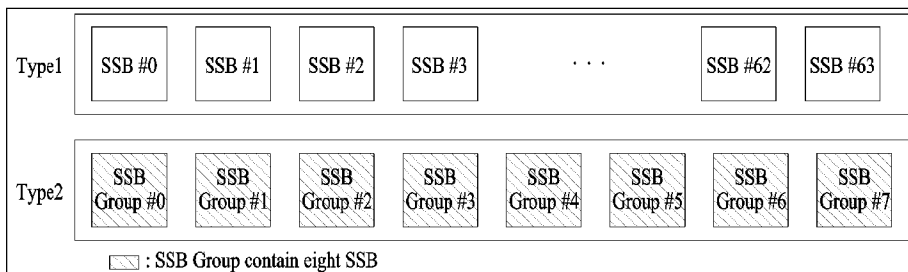 Type1
SSB #0
SSB #1
SSB #2
SSB #3
. . .
SSB #62
SSB #63
Type2
SSB
Group #0
SSB
Group #1
SSB
Group #2
SSB
Group #3
SSB
Group #4
SSB
Group #5
SSB
Group #6
SSB
Group #7
: SSB Group contain eight SSB